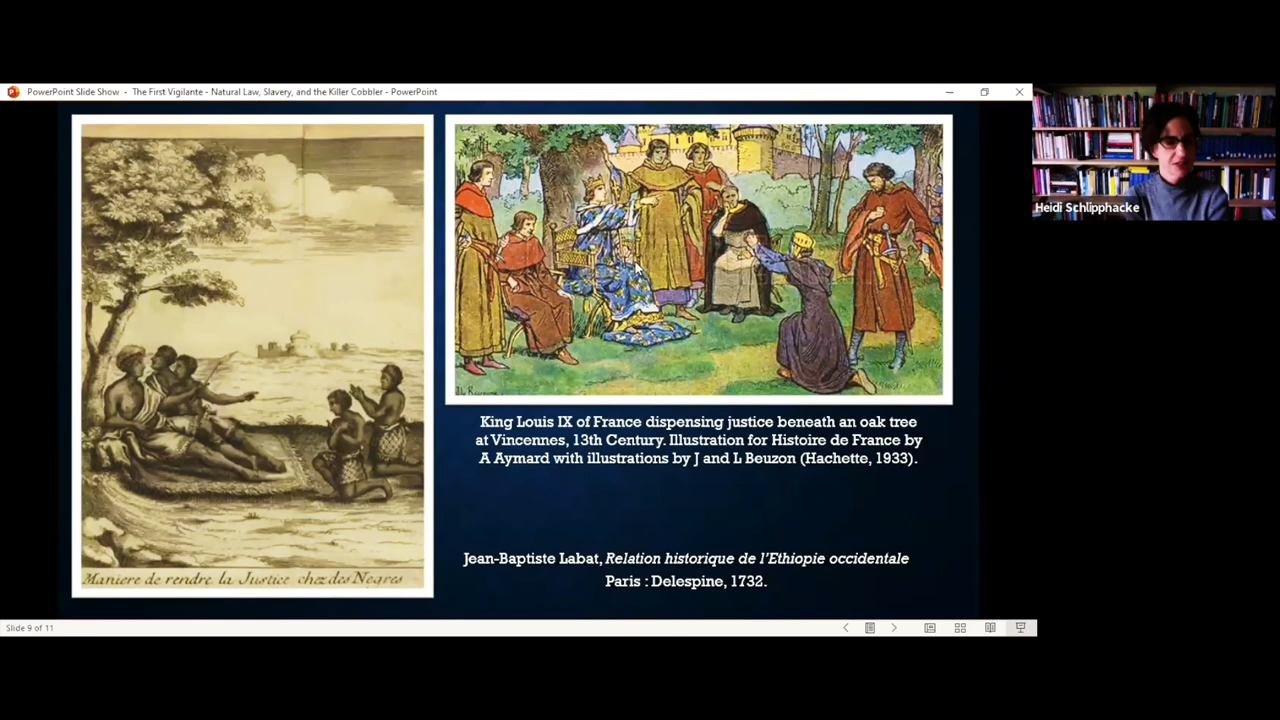 PowerPoint Slide Show - The First Vigilante - Natural Law, Slavery, and the Killer Cobbler - PowerPoint
Heidi Schlipphacke
Maniere de rendre la Justice chez des Negres
King Louis IX of France dispensing justice beneath an oak tree
at Vincennes, 13th Century. Illustration for Histoire de France by
A Aymard with illustrations by J and L Beuzon (Hachette, 1933).
Jean-Baptiste Labat, Relation historique de l'Ethiopie occidentale
Paris : Delespine, 1732.
Slide 9 of 11